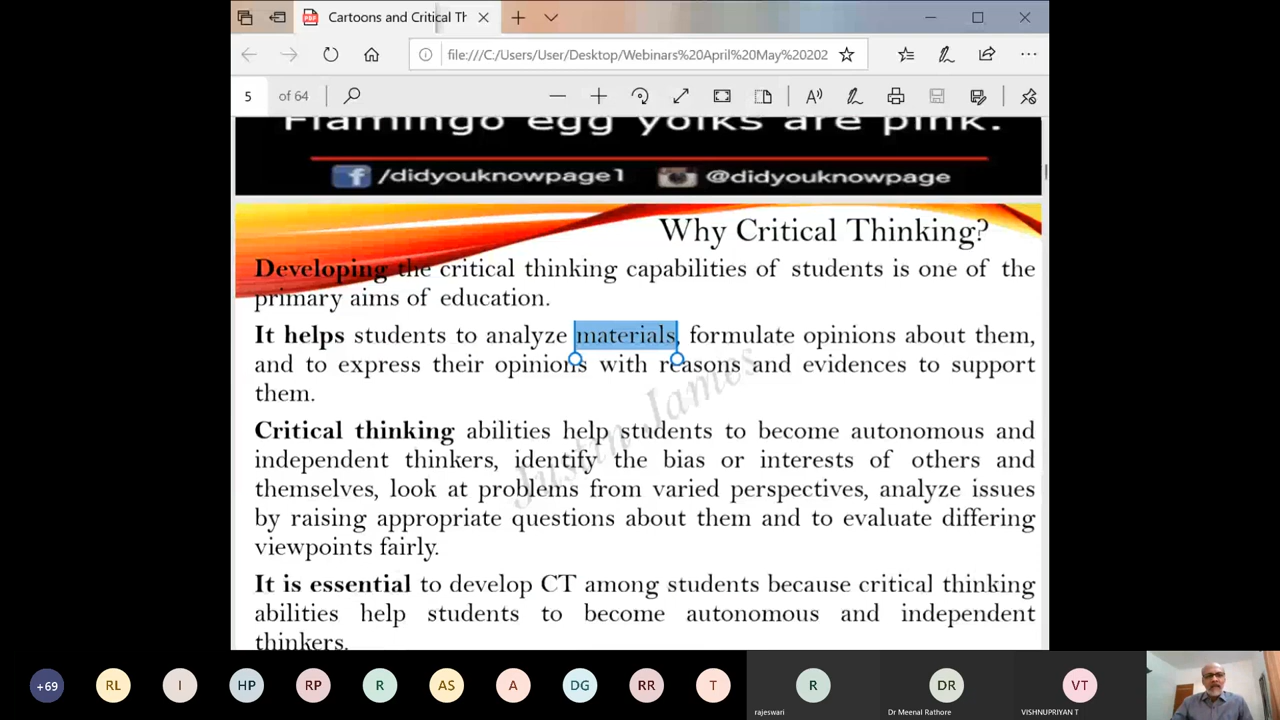 Cartoons and Critical Th
file:///C:/Users/User/Desktop/Webinars%20April%20May%20202
5 of 64
Flamingo egg yolks are pink.
/didyouknowpage1 @didyouknowpage
Why Critical Thinking?
Developing the critical thinking capabilities of students is one of the
primary aims of education.
It helps students to analyze materials, formulate opinions about them,
and to express their opinions with reasons and evidences to support
them.
Critical thinking abilities help students to become autonomous and
independent thinkers, identify the bias or interests of others and
themselves, look at problems from varied perspectives, analyze issues
by raising appropriate questions about them and to evaluate differing
viewpoints fairly.
It is essential to develop CT among students because critical thinking
abilities help students to become autonomous and independent
thinkers.
Justin James
+69 RL I HP RP R AS A DG RR T R DR VT
rajeswari Dr Meenal Rathore VISHNUPRIYAN T